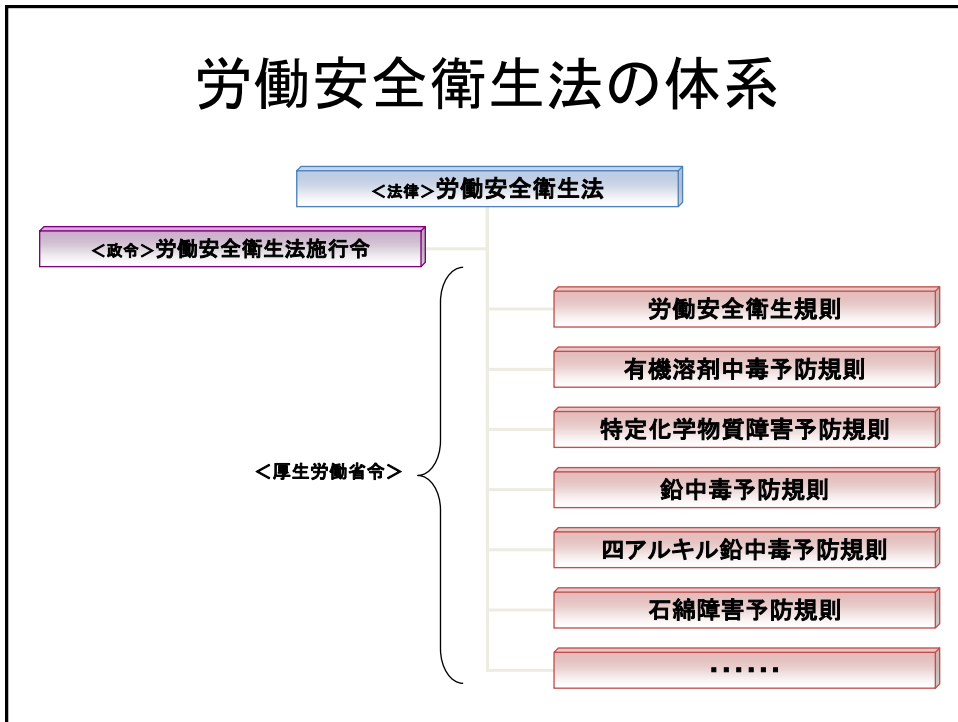 労働安全衛生法の体系
<法律>労働安全衛生法
<政令>労働安全衛生法施行令
労働安全衛生規則
有機溶剤中毒予防規則
特定化学物質障害予防規則
<厚生労働省令>
鉛中毒予防規則
四アルキル鉛中毒予防規則
石綿障害予防規則
……